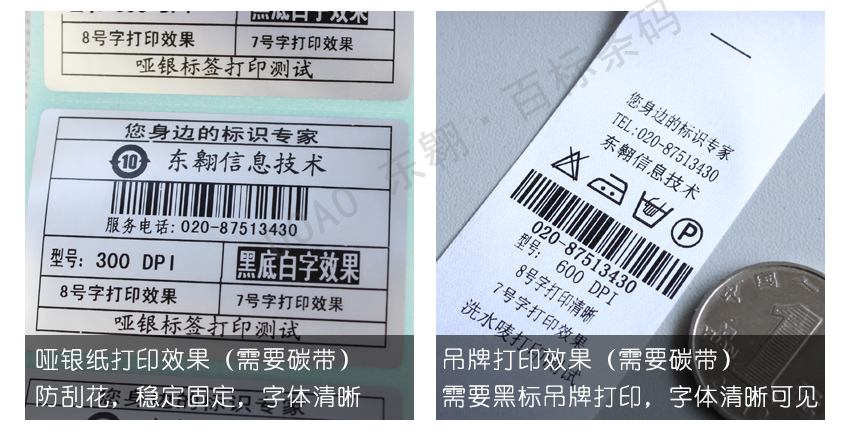 黑底白字效果
8号字打印效果
7号字打印效果
哑银标签打印测试
您身边的标识专家
10
东翱信息技术
服务电话:020-87513430
型号: 300 DPI
黑底白字效果
8号字打印效果
7号字打印效果
哑银标签打印测试
哑银纸打印效果（需要碳带）
防刮花，稳定固定，字体清晰
您身边的标识专家
TEL:020-87513430
东翱信息技术
P
020-87513430
型号: 600 DPI
8号字打印清晰
7号字打印效果
洗水唛打印测试
中国
1
吊牌打印效果（需要碳带）
需要黑标吊牌打印，字体清晰可见
东翱·百标条码